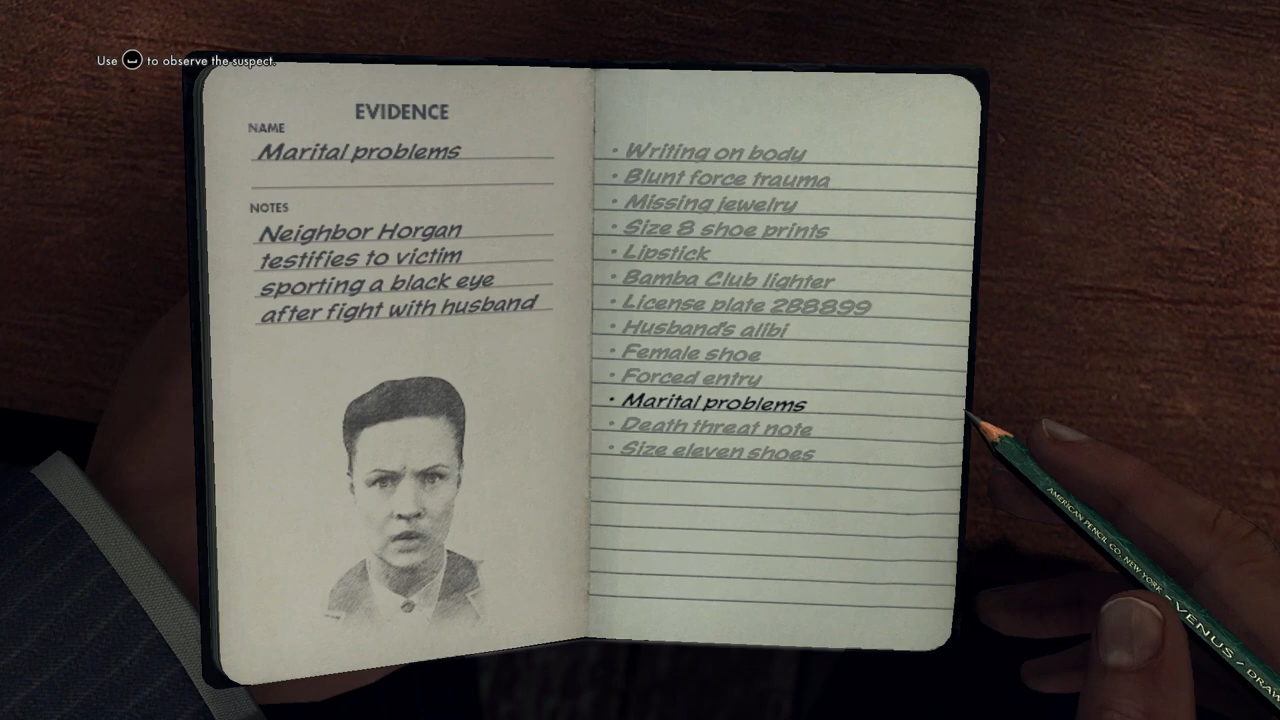 Use to observe the suspect.
EVIDENCE
NAME
Marital problems
NOTES
Neighbor Horgan
testifies to victim
sporting a black eye
after fight with husband
• Writing on body
• Blunt force trauma
• Missing jewelry
• Size 8 shoe prints
• Lipstick
• Bamba Club lighter
• License plate 2B8899
• Husband's alibi
• Female shoe
• Forced entry
• Marital problems
• Death threat note
• Size eleven shoes
AMERICAN PENCIL CO. NEW YORK
VENUS / DRAW